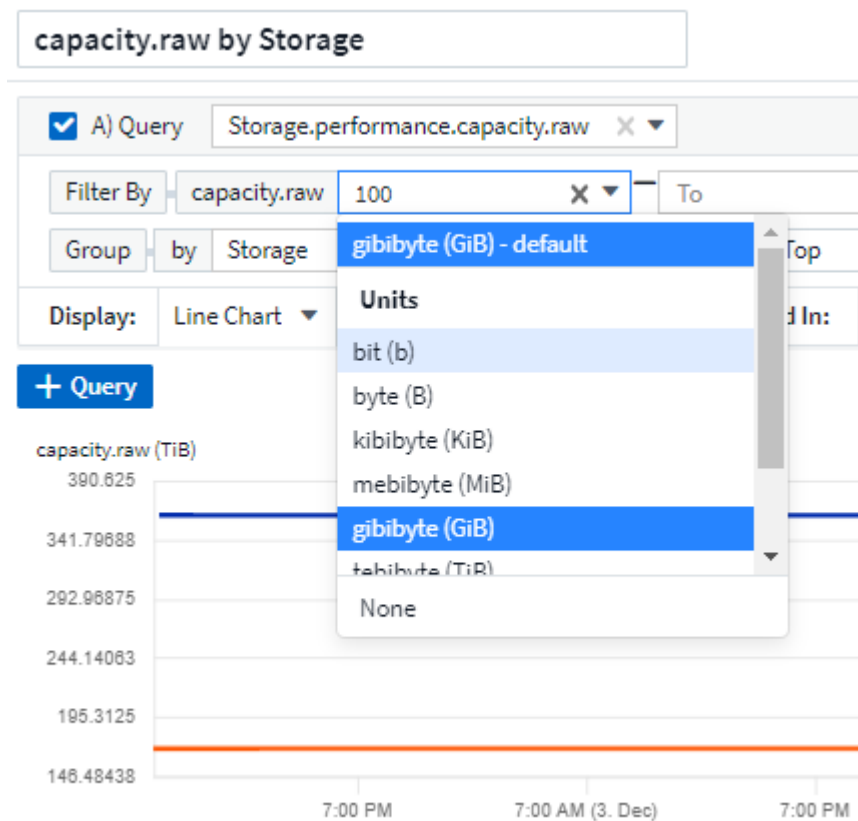 capacity.raw by Storage
A) Query Storage.performance.capacity.raw
Filter By capacity.raw 100 To
Group by Storage Top
gibibyte (GiB) - default
Units
Display: Line Chart d In:
bit (b)
byte (B)
+ Query
kibibyte (KiB)
mebibyte (MiB)
gibibyte (GiB)
tebibyte (TiB)
None
capacity.raw (TiB)
390.625
341.79688
292.96875
244.14063
195.3125
146.48438
7:00 PM 7:00 AM (3. Dec) 7:00 PM